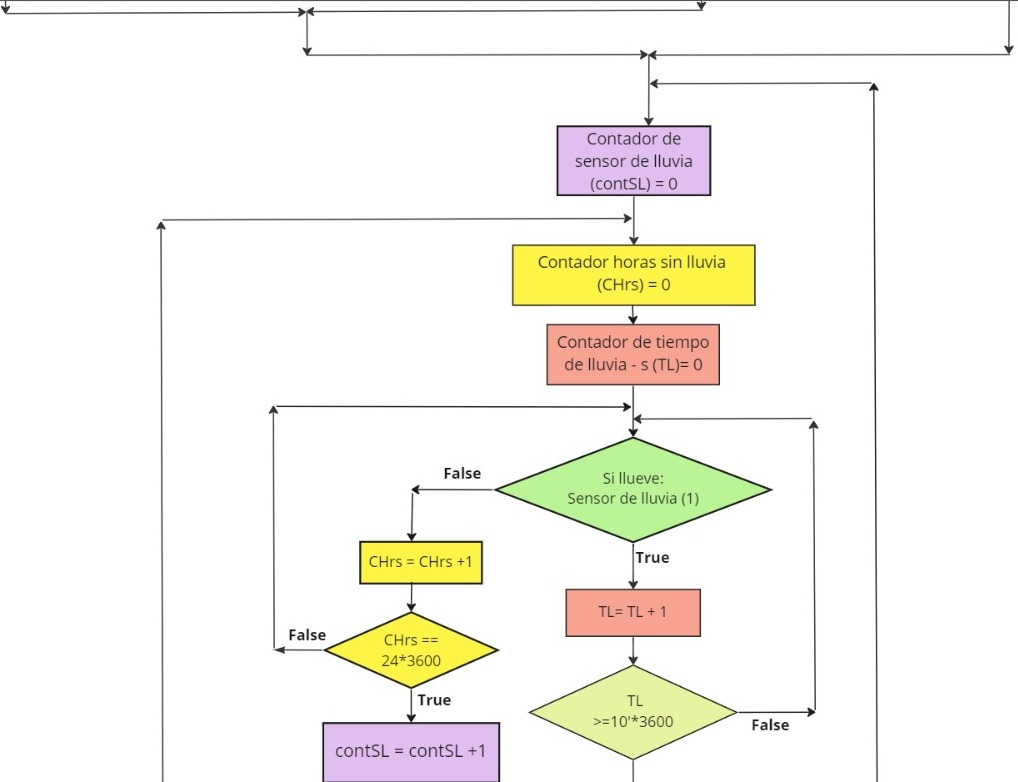 Contador de
sensor de lluvia
(contSL) = 0
Contador horas sin lluvia
(CHrs) = 0
Contador de tiempo
de lluvia - s (TL)= 0
False
Si llueve:
Sensor de lluvia (1)
True
CHrs = CHrs +1
TL= TL + 1
False
CHrs ==
24*3600
True
TL
>=10'*3600
False
contSL = contSL +1